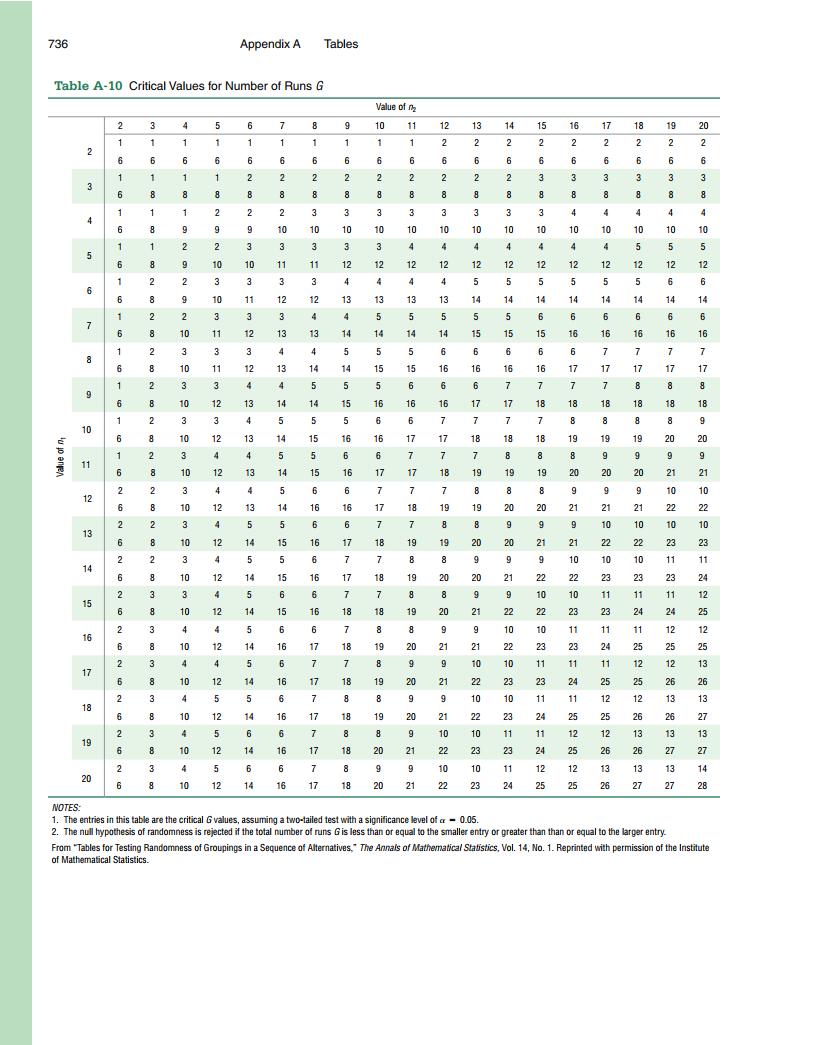 736 Appendix A Tables
Table A-10 Critical Values for Number of Runs G
Value of n2
2 3 4 5 6 7 8 9 10 11 12 13 14 15 16 17 18 19 20
Value of n1
1 1 1 1 1 1 1 1 1 1 2 2 2 2 2 2 2 2 2
2
6 6 6 6 6 6 6 6 6 6 6 6 6 6 6 6 6 6 6
1 1 1 1 2 2 2 2 2 2 2 2 2 3 3 3 3 3 3
3
6 8 8 8 8 8 8 8 8 8 8 8 8 8 8 8 8 8 8
1 1 1 2 2 2 3 3 3 3 3 3 3 3 4 4 4 4 4
4
6 8 9 9 9 10 10 10 10 10 10 10 10 10 10 10 10 10 10
1 1 2 2 3 3 3 3 3 4 4 4 4 4 4 4 5 5 5
5
6 8 9 10 10 11 11 12 12 12 12 12 12 12 12 12 12 12 12
1 2 2 3 3 3 3 4 4 4 4 5 5 5 5 5 5 6 6
6
6 8 9 10 11 12 12 13 13 13 13 14 14 14 14 14 14 14 14
1 2 2 3 3 3 4 4 5 5 5 5 5 6 6 6 6 6 6
7
6 8 10 11 12 13 13 14 14 14 14 15 15 15 16 16 16 16 16
1 2 3 3 3 4 4 5 5 5 6 6 6 6 6 7 7 7 7
8
6 8 10 11 12 13 14 14 15 15 16 16 16 16 17 17 17 17 17
1 2 3 3 4 4 5 5 5 6 6 6 7 7 7 7 8 8 8
9
6 8 10 12 13 14 14 15 16 16 16 17 17 18 18 18 18 18 18
1 2 3 3 4 5 5 5 6 6 7 7 7 7 8 8 8 8 9
10
6 8 10 12 13 14 15 16 16 17 17 18 18 18 19 19 19 20 20
1 2 3 4 4 5 5 6 6 7 7 7 8 8 8 9 9 9 9
11
6 8 10 12 13 14 15 16 17 17 18 19 19 19 20 20 20 21 21
2 2 3 4 4 5 6 6 7 7 7 8 8 8 9 9 9 10 10
12
6 8 10 12 13 14 16 16 17 18 19 19 20 20 21 21 21 22 22
2 2 3 4 5 5 6 6 7 7 8 8 9 9 9 10 10 10 10
13
6 8 10 12 14 15 16 17 18 19 19 20 20 21 21 22 22 23 23
2 2 3 4 5 5 6 7 7 8 8 9 9 9 10 10 10 11 11
14
6 8 10 12 14 15 16 17 18 19 20 20 21 22 22 23 23 23 24
2 3 3 4 5 6 6 7 7 8 8 9 9 10 10 11 11 11 12
15
6 8 10 12 14 15 16 18 18 19 20 21 22 22 23 23 24 24 25
2 3 4 4 5 6 6 7 8 8 9 9 10 10 11 11 11 12 12
16
6 8 10 12 14 16 17 18 19 20 21 21 22 23 23 24 25 25 25
2 3 4 4 5 6 7 7 8 9 9 10 10 11 11 11 12 12 13
17
6 8 10 12 14 16 17 18 19 20 21 22 23 23 24 25 25 26 26
2 3 4 5 5 6 7 8 8 9 9 10 10 11 11 12 12 13 13
18
6 8 10 12 14 16 17 18 19 20 21 22 23 24 25 25 26 26 27
2 3 4 5 6 6 7 8 8 9 10 10 11 11 12 12 13 13 13
19
6 8 10 12 14 16 17 18 20 21 22 23 23 24 25 26 26 27 27
2 3 4 5 6 6 7 8 9 9 10 10 11 12 12 13 13 13 14
20
6 8 10 12 14 16 17 18 20 21 22 23 24 25 25 26 27 27 28
NOTES:
1. The entries in this table are the critical G values, assuming a two-tailed test with a significance level of α = 0.05.
2. The null hypothesis of randomness is rejected if the total number of runs G is less than or equal to the smaller entry or greater than than or equal to the larger entry.
From "Tables for Testing Randomness of Groupings in a Sequence of Alternatives," The Annals of Mathematical Statistics, Vol. 14, No. 1. Reprinted with permission of the Institute
of Mathematical Statistics.